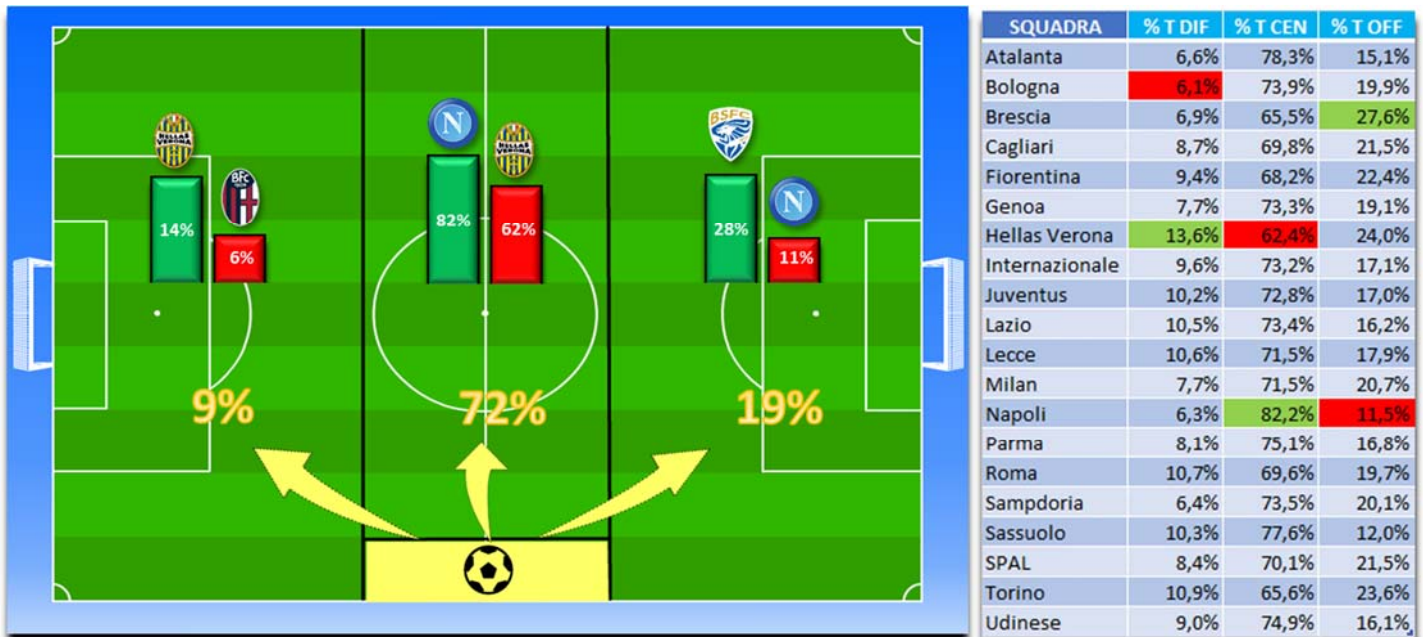 14%
6%
82%
62%
28%
11%
9%
72%
19%
HELLAS VERONA
BFC
N
HELLAS VERONA
BSFC
N
SQUADRA % T DIF % T CEN % T OFF
Atalanta 6,6% 78,3% 15,1%
Bologna 6,1% 73,9% 19,9%
Brescia 6,9% 65,5% 27,6%
Cagliari 8,7% 69,8% 21,5%
Fiorentina 9,4% 68,2% 22,4%
Genoa 7,7% 73,3% 19,1%
Hellas Verona 13,6% 62,4% 24,0%
Internazionale 9,6% 73,2% 17,1%
Juventus 10,2% 72,8% 17,0%
Lazio 10,5% 73,4% 16,2%
Lecce 10,6% 71,5% 17,9%
Milan 7,7% 71,5% 20,7%
Napoli 6,3% 82,2% 11,5%
Parma 8,1% 75,1% 16,8%
Roma 10,7% 69,6% 19,7%
Sampdoria 6,4% 73,5% 20,1%
Sassuolo 10,3% 77,6% 12,0%
SPAL 8,4% 70,1% 21,5%
Torino 10,9% 65,6% 23,6%
Udinese 9,0% 74,9% 16,1%